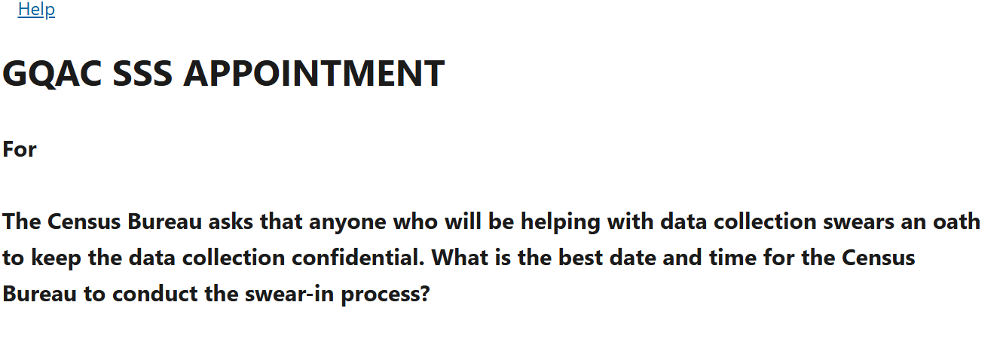 Help
GQAC SSS APPOINTMENT
For
The Census Bureau asks that anyone who will be helping with data collection swears an oath
to keep the data collection confidential. What is the best date and time for the Census
Bureau to conduct the swear-in process?